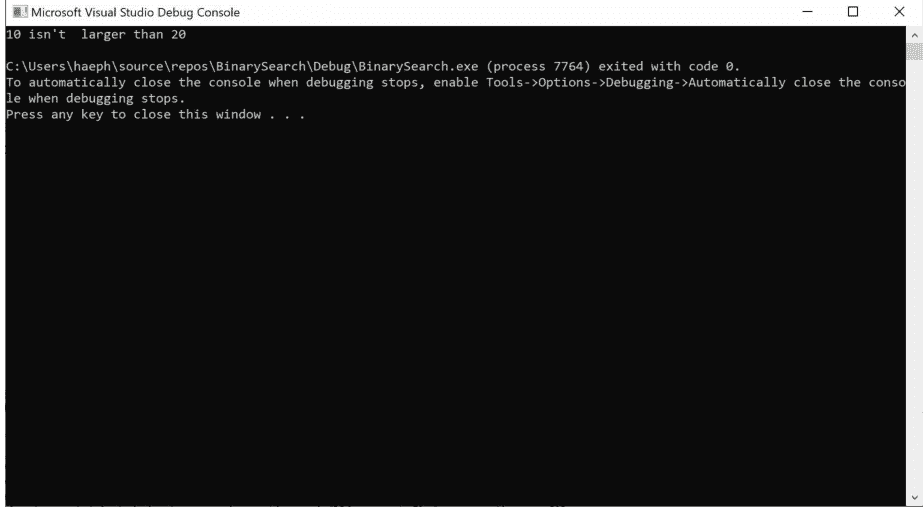 Microsoft Visual Studio Debug Console
10 isn't  larger than 20
C:\Users\haeph\source\repos\BinarySearch\Debug\BinarySearch.exe (process 7764) exited with code 0.
To automatically close the console when debugging stops, enable Tools->Options->Debugging->Automatically close the conso
le when debugging stops.
Press any key to close this window . . .